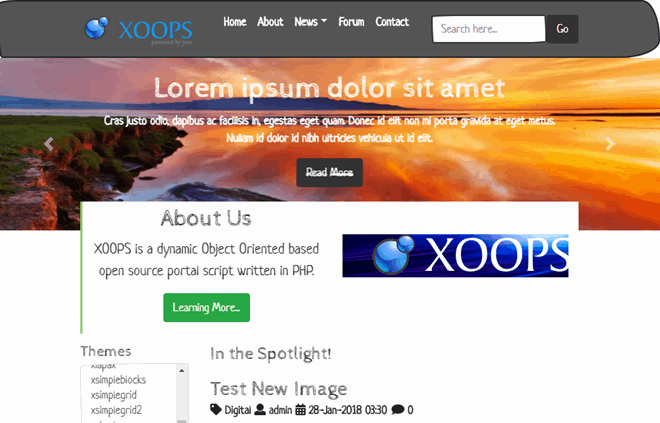 XOOPS
powered by you
Home About News Forum Contact
Search here... Go
Lorem ipsum dolor sit amet
Cras justo odio, dapibus ac facilisis in, egestas eget quam. Donec id elit non mi porta gravida at eget metus.
Nullam id dolor id nibh ultricies vehicula ut id elit.
Read More
About Us
XOOPS is a dynamic Object Oriented based
open source portal script written in PHP.
Learning More...
XOOPS
Themes
xlapax
xsimpleblocks
xsimplegrid
xsimplegrid2
In the Spotlight!
Test New Image
Digital admin 28-Jan-2018 03:30 0